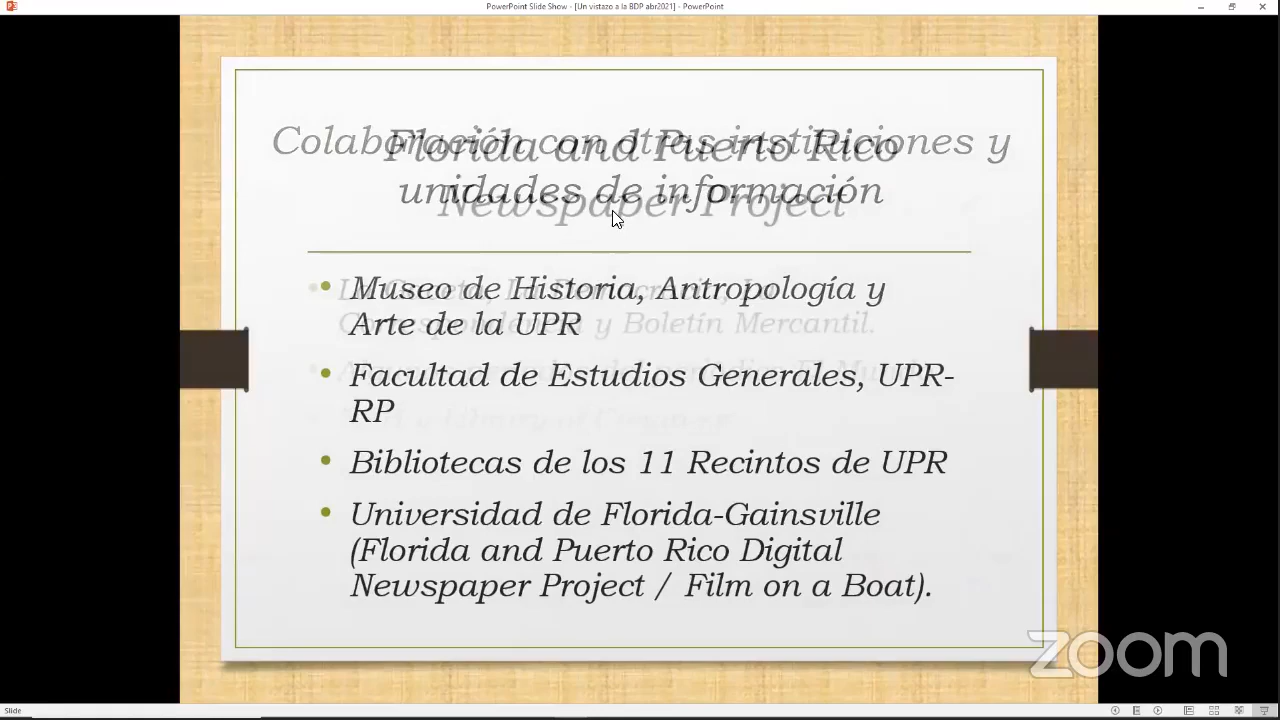 PowerPoint Slide Show - [Un vistazo a la BDP abr2021] - PowerPoint
Colaboración con otras instituciones y
unidades de información
Florida and Puerto Rico
Newspaper Project
Museo de Historia, Antropología y
Arte de la UPR
y Boletín Mercantil.
Facultad de Estudios Generales, UPR-
RP
Bibliotecas de los 11 Recintos de UPR
Universidad de Florida-Gainsville
(Florida and Puerto Rico Digital
Newspaper Project / Film on a Boat).
zoom
Slide